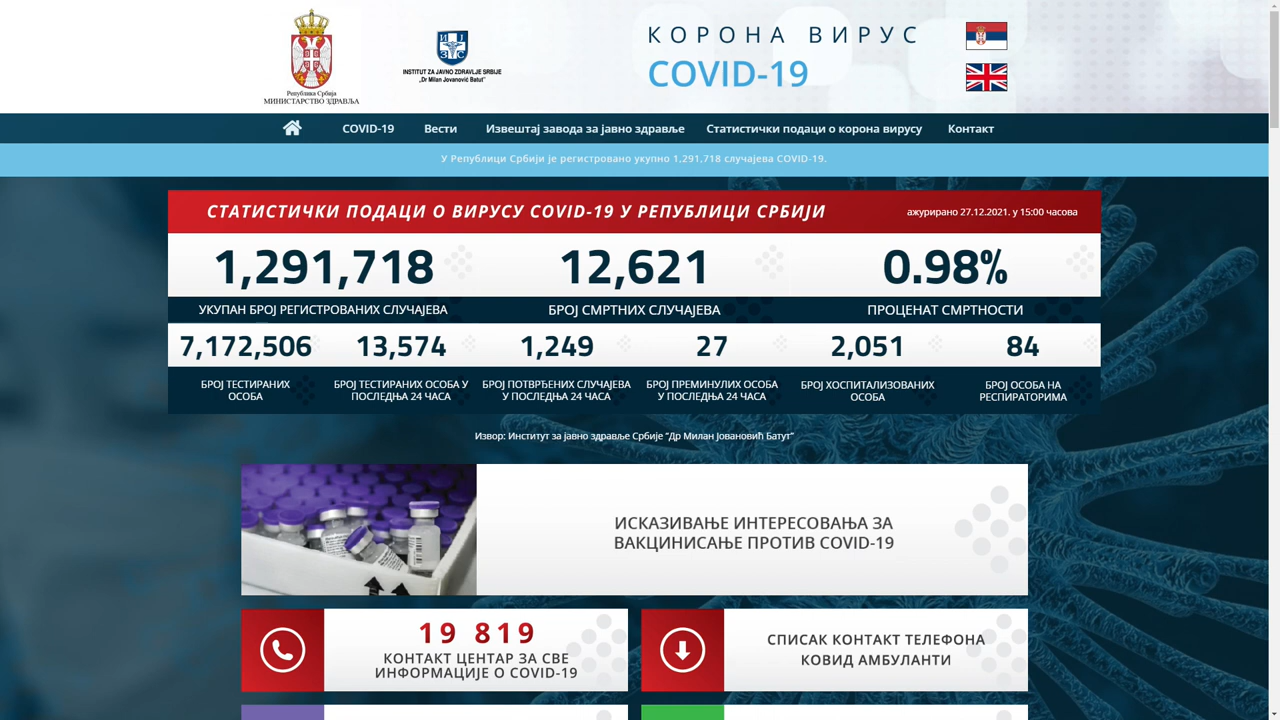 Република Србија
МИНИСТАРСТВО ЗДРАВЉА
ИЈЗС
INSTITUT ZA JAVNO ZDRAVLJE SRBIJE
„Dr Milan Jovanović Batut“
КОРОНА ВИРУС
COVID-19
COVID-19 Вести Извештај завода за јавно здравље Статистички подаци о корона вирусу Контакт
У Републици Србији је регистровано укупно 1,291,718 случајева COVID-19.
СТАТИСТИЧКИ ПОДАЦИ О ВИРУСУ COVID-19 У РЕПУБЛИЦИ СРБИЈИ
ажурирано 27.12.2021. у 15:00 часова
1,291,718 12,621 0.98%
УКУПАН БРОЈ РЕГИСТРОВАНИХ СЛУЧАЈЕВА БРОЈ СМРТНИХ СЛУЧАЈЕВА ПРОЦЕНАТ СМРТНОСТИ
7,172,506 13,574 1,249 27 2,051 84
БРОЈ ТЕСТИРАНИХ
ОСОБА
БРОЈ ТЕСТИРАНИХ ОСОБА У
ПОСЛЕДЊА 24 ЧАСА
БРОЈ ПОТВРЂЕНИХ СЛУЧАЈЕВА
У ПОСЛЕДЊА 24 ЧАСА
БРОЈ ПРЕМИНУЛИХ ОСОБА
У ПОСЛЕДЊА 24 ЧАСА
БРОЈ ХОСПИТАЛИЗОВАНИХ
ОСОБА
БРОЈ ОСОБА НА
РЕСПИРАТОРИМА
Извор: Институт за јавно здравље Србије “Др Милан Јовановић Батут”
ИСКАЗИВАЊЕ ИНТЕРЕСОВАЊА ЗА
ВАКЦИНИСАЊЕ ПРОТИВ COVID-19
19 819
КОНТАКТ ЦЕНТАР ЗА СВЕ
ИНФОРМАЦИЈЕ О COVID-19
СПИСАК КОНТАКТ ТЕЛЕФОНА
КОВИД АМБУЛАНТИ